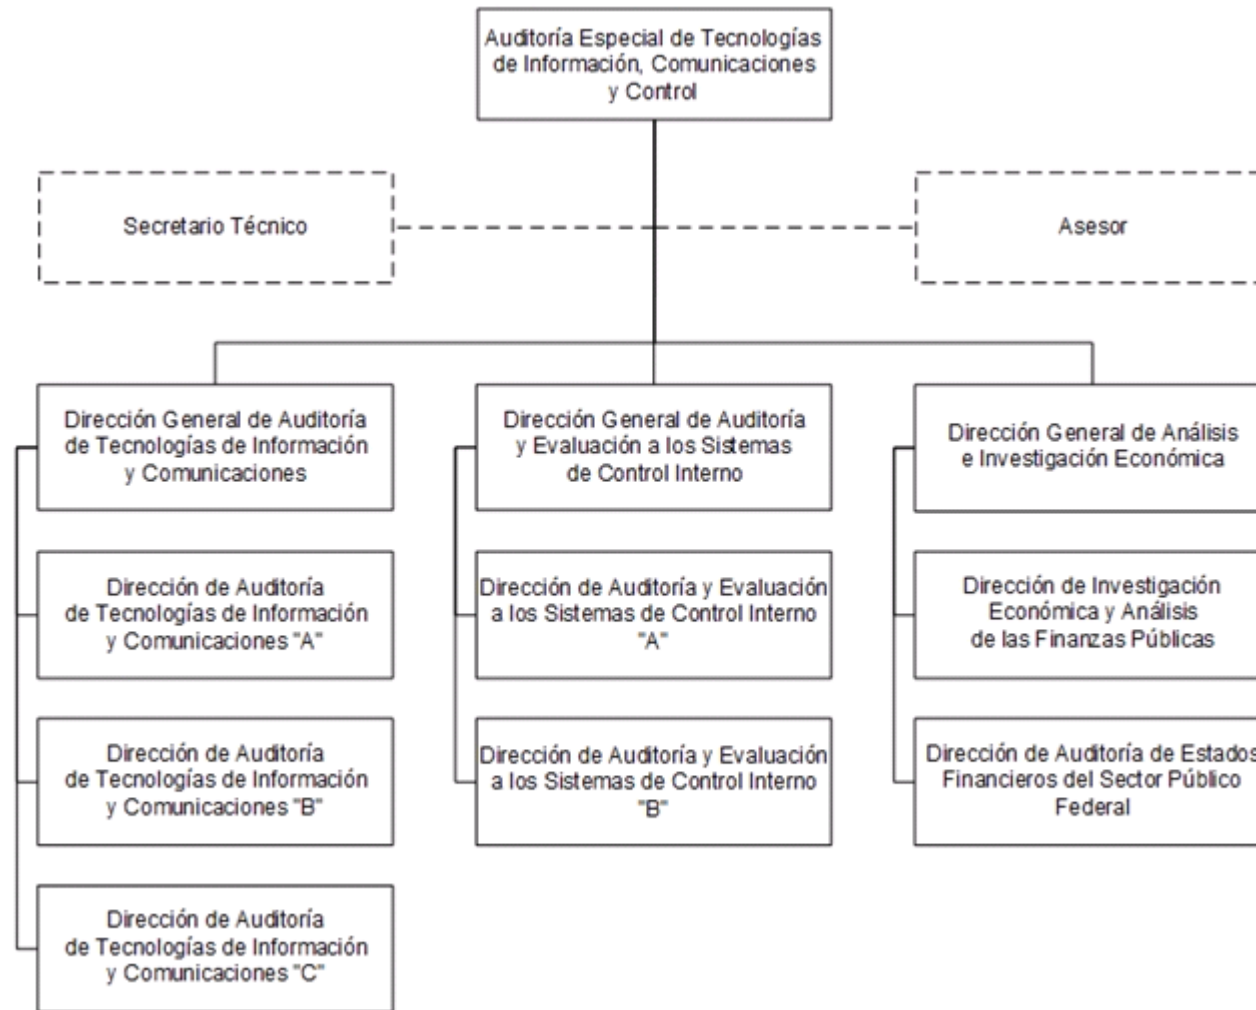 Auditoría Especial de Tecnologías
de Información, Comunicaciones
y Control
Secretario Técnico
Asesor
Dirección General de Auditoría
de Tecnologías de Información
y Comunicaciones
Dirección General de Auditoría
y Evaluación a los Sistemas
de Control Interno
Dirección General de Análisis
e Investigación Económica
Dirección de Auditoría
de Tecnologías de Información
y Comunicaciones "A"
Dirección de Auditoría y Evaluación
a los Sistemas de Control Interno
"A"
Dirección de Investigación
Económica y Análisis
de las Finanzas Públicas
Dirección de Auditoría
de Tecnologías de Información
y Comunicaciones "B"
Dirección de Auditoría y Evaluación
a los Sistemas de Control Interno
"B"
Dirección de Auditoría de Estados
Financieros del Sector Público
Federal
Dirección de Auditoría
de Tecnologías de Información
y Comunicaciones "C"